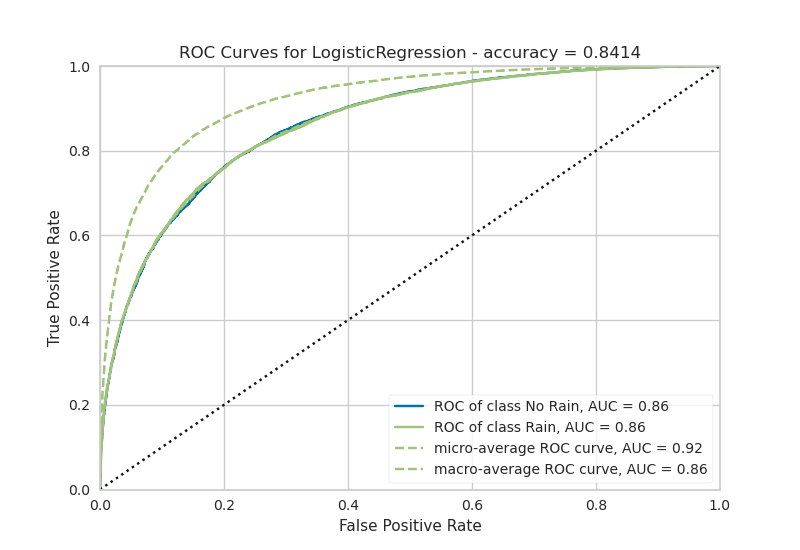 ROC Curves for LogisticRegression - accuracy = 0.8414
1.0
0.8
0.6
0.4
0.2
0.0
True Positive Rate
ROC of class No Rain, AUC = 0.86
ROC of class Rain, AUC = 0.86
micro-average ROC curve, AUC = 0.92
macro-average ROC curve, AUC = 0.86
0.0 0.2 0.4 0.6 0.8 1.0
False Positive Rate